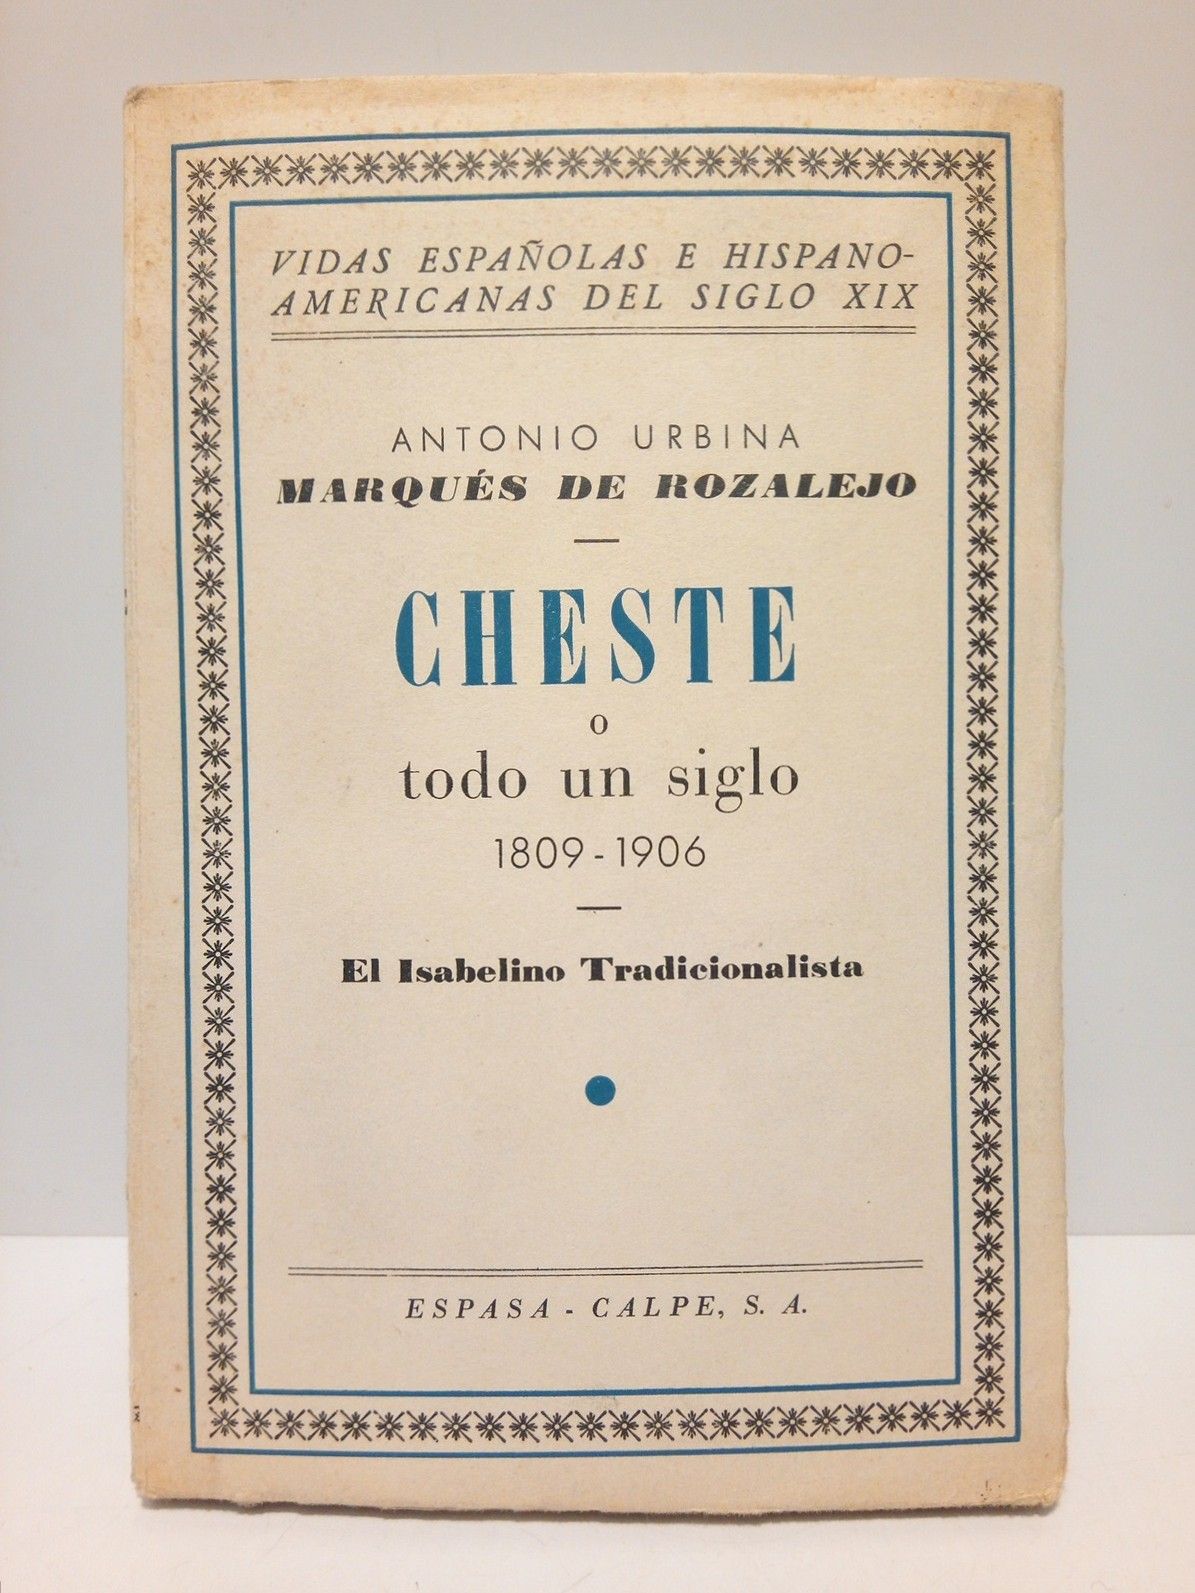 VIDAS ESPAÑOLAS E HISPANO-
AMERICANAS DEL SIGLO XIX
ANTONIO URBINA
MARQUÉS DE ROZALEJO
CHESTE
o
todo un siglo
1809-1906
El Isabelino Tradicionalista
ESPASA - CALPE, S. A.